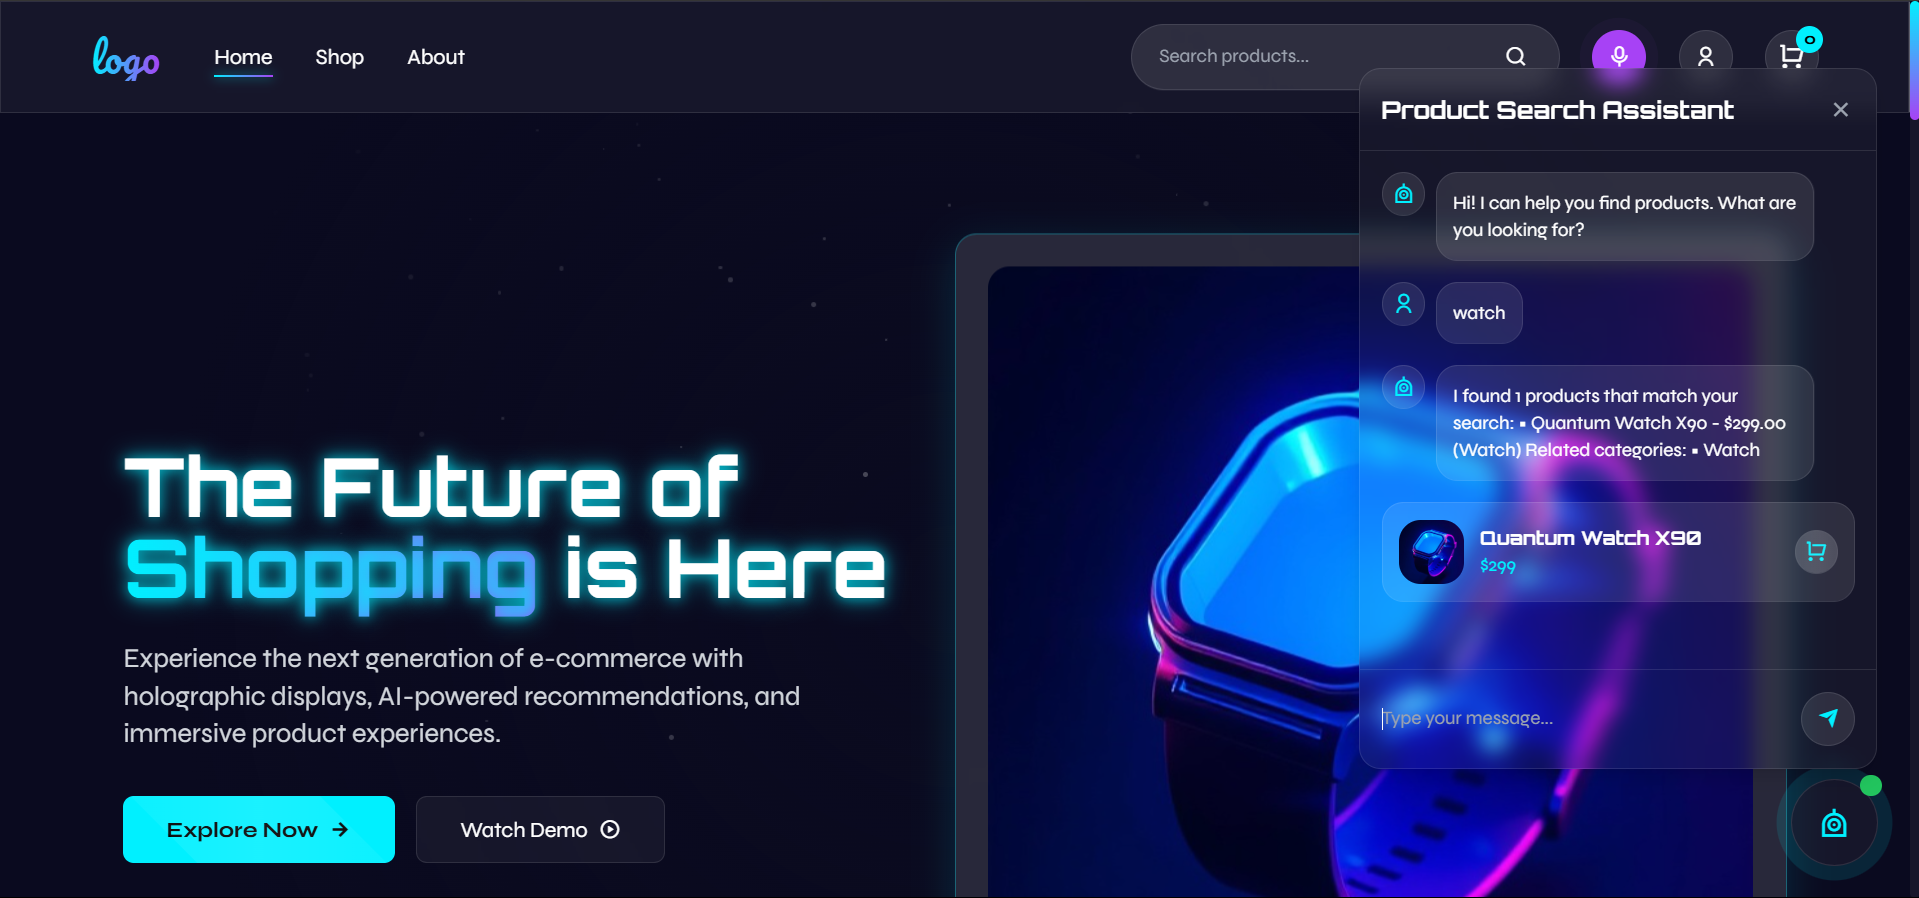 logo
Home
Shop
About
Search products...
0
Product Search Assistant
Hi! I can help you find products. What are
you looking for?
watch
I found 1 products that match your
search: ▪ Quantum Watch X90 - $299.00
(Watch) Related categories: ▪ Watch
Quantum Watch X90
$299
Type your message...
The Future of
Shopping is Here
Experience the next generation of e-commerce with
holographic displays, AI-powered recommendations, and
immersive product experiences.
Explore Now
Watch Demo